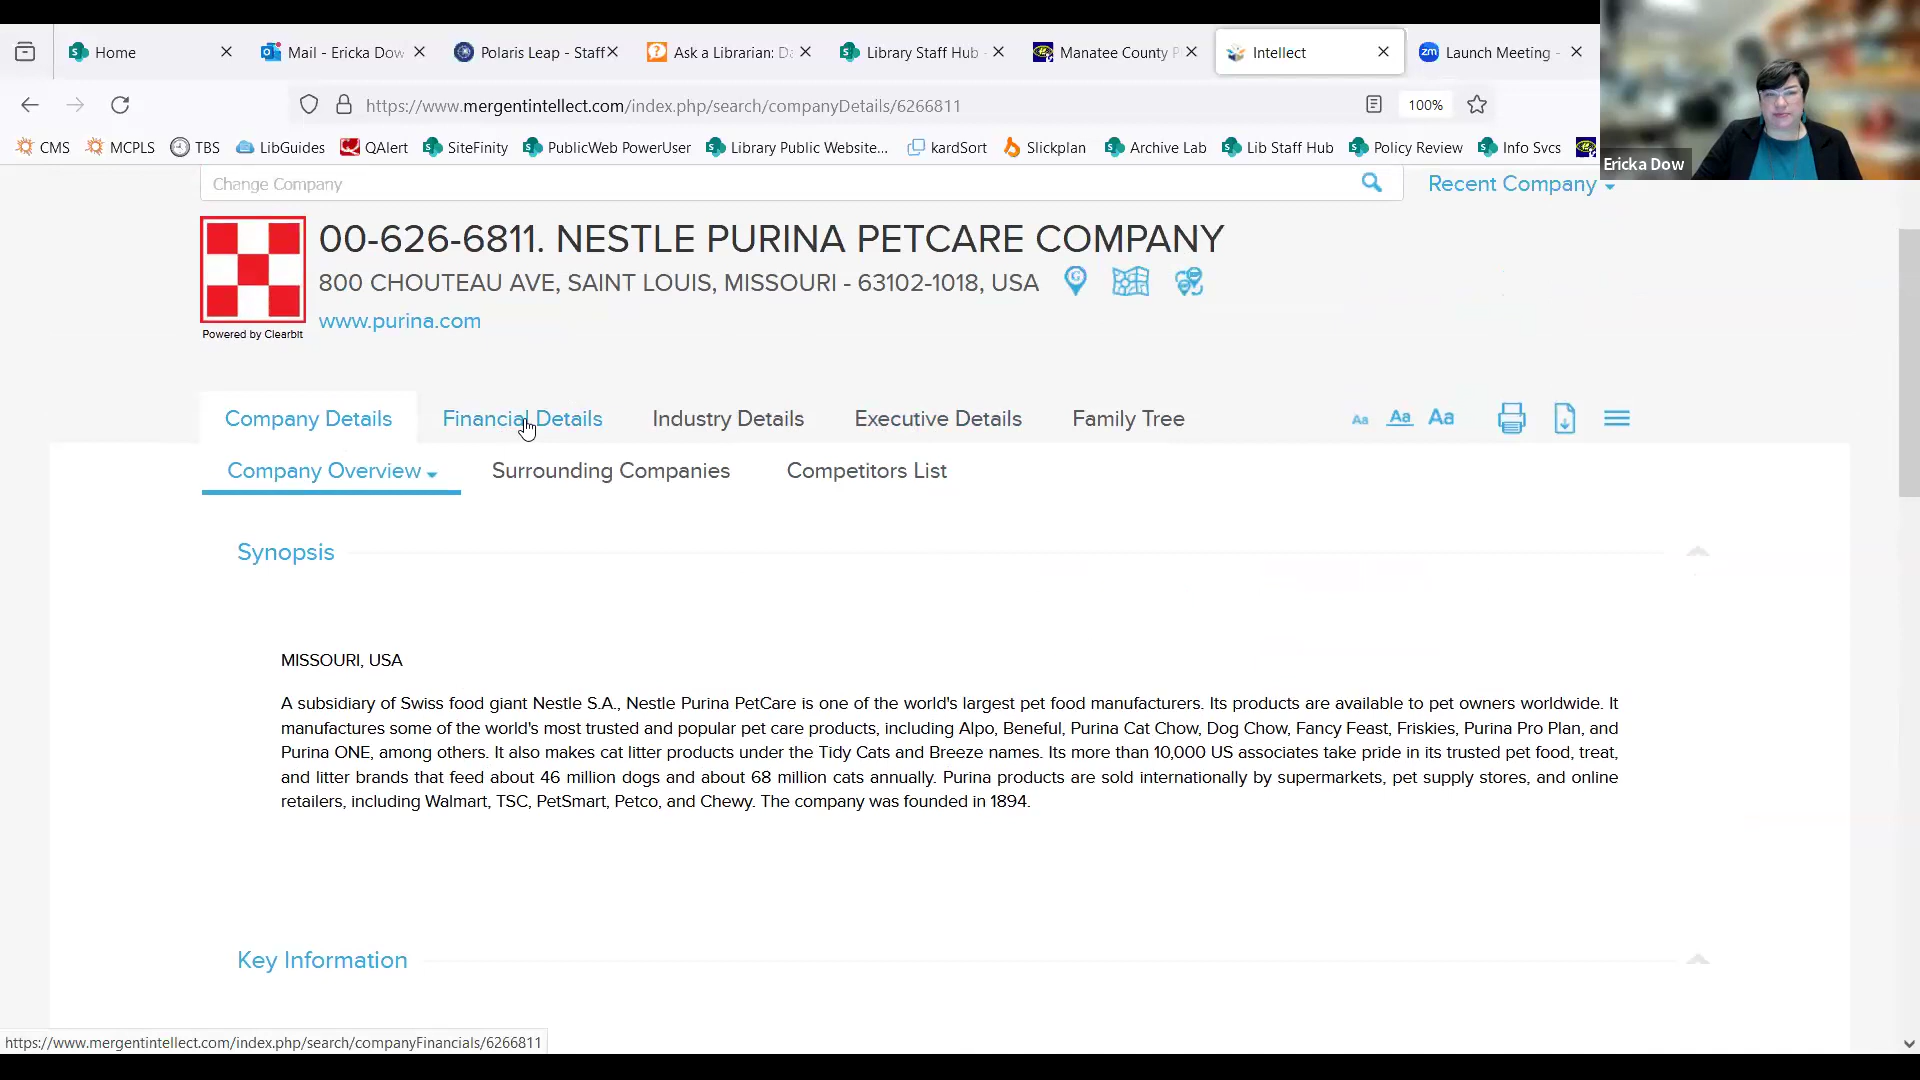 Home
Mail - Ericka Dow
Polaris Leap - Staff
Ask a Librarian: Da
Library Staff Hub -
Manatee County P
Intellect
zm Launch Meeting -
https://www.mergentintellect.com/index.php/search/companyDetails/6266811
100%
CMS
MCPLS
TBS
LibGuides
QAlert
SiteFinity
PublicWeb PowerUser
Library Public Website...
kardSort
Slickplan
Archive Lab
Lib Staff Hub
Policy Review
Info Svcs
Ericka Dow
Change Company
Recent Company
00-626-6811. NESTLE PURINA PETCARE COMPANY
800 CHOUTEAU AVE, SAINT LOUIS, MISSOURI - 63102-1018, USA
www.purina.com
Powered by Clearbit
Company Details
Financial Details
Industry Details
Executive Details
Family Tree
Aa Aa Aa
Company Overview
Surrounding Companies
Competitors List
Synopsis
MISSOURI, USA
A subsidiary of Swiss food giant Nestle S.A., Nestle Purina PetCare is one of the world's largest pet food manufacturers. Its products are available to pet owners worldwide. It
manufactures some of the world's most trusted and popular pet care products, including Alpo, Beneful, Purina Cat Chow, Dog Chow, Fancy Feast, Friskies, Purina Pro Plan, and
Purina ONE, among others. It also makes cat litter products under the Tidy Cats and Breeze names. Its more than 10,000 US associates take pride in its trusted pet food, treat,
and litter brands that feed about 46 million dogs and about 68 million cats annually. Purina products are sold internationally by supermarkets, pet supply stores, and online
retailers, including Walmart, TSC, PetSmart, Petco, and Chewy. The company was founded in 1894.
Key Information
https://www.mergentintellect.com/index.php/search/companyFinancials/6266811